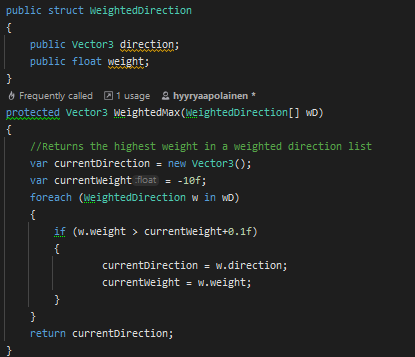 public struct WeightedDirection
{
    public Vector3 direction;
    public float weight;
}
Frequently called 1 usage hyyryaapolainen *
protected Vector3 WeightedMax(WeightedDirection[] wD)
{
    //Returns the highest weight in a weighted direction list
    var currentDirection = new Vector3();
    var currentWeight:float = -10f;
    foreach (WeightedDirection w in wD)
    {
        if (w.weight > currentWeight+0.1f)
        {
                currentDirection = w.direction;
                currentWeight = w.weight;
        }
    }
    return currentDirection;
}